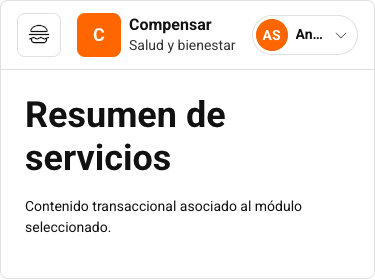 C
Compensar
Salud y bienestar
AS
An...
Resumen de
servicios
Contenido transaccional asociado al módulo
seleccionado.